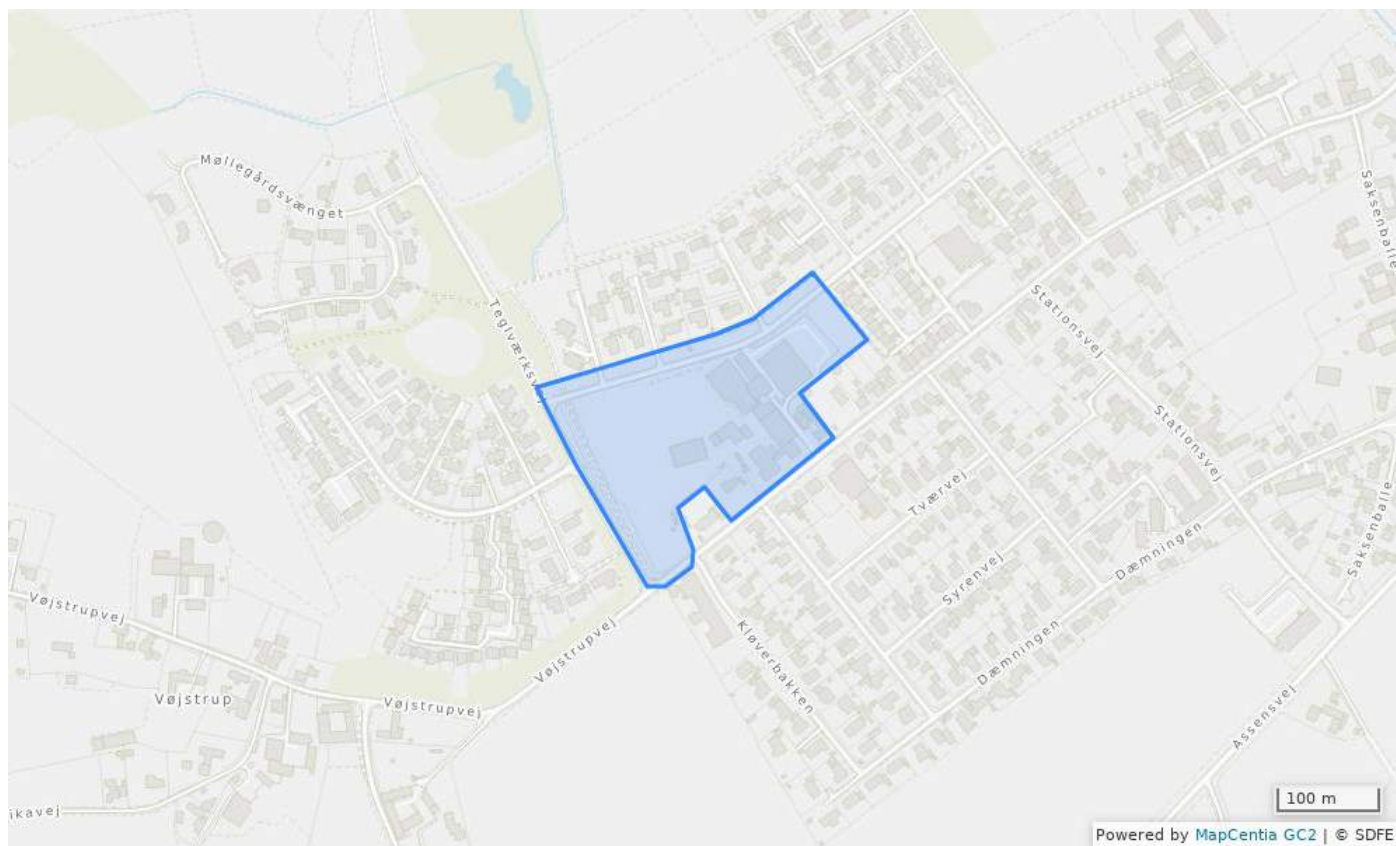 Møllegårdsvænget
Saksenballe
Teglværksvej
Stationsvej
Stationsvej
Tværvej
Syrenvej
Dæmningen
Saksenballe
Vøjstrupvej
Kløverbakken
Dæmningen
Vøjstrupvej
Vøjstrup
Vøjstrupvej
Assensvej
ikavej
100 m
Powered by MapCentia GC2 | © SDFE